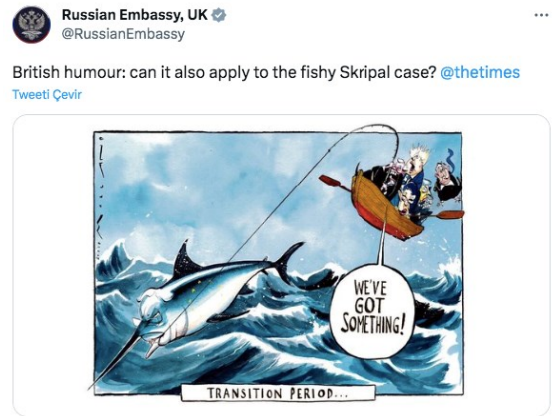 Russian Embassy, UK
@RussianEmbassy
British humour: can it also apply to the fishy Skripal case? @thetimes
Tweeti Çevir
WE'VE
GOT
SOMETHING!
TRANSITION PERIOD...